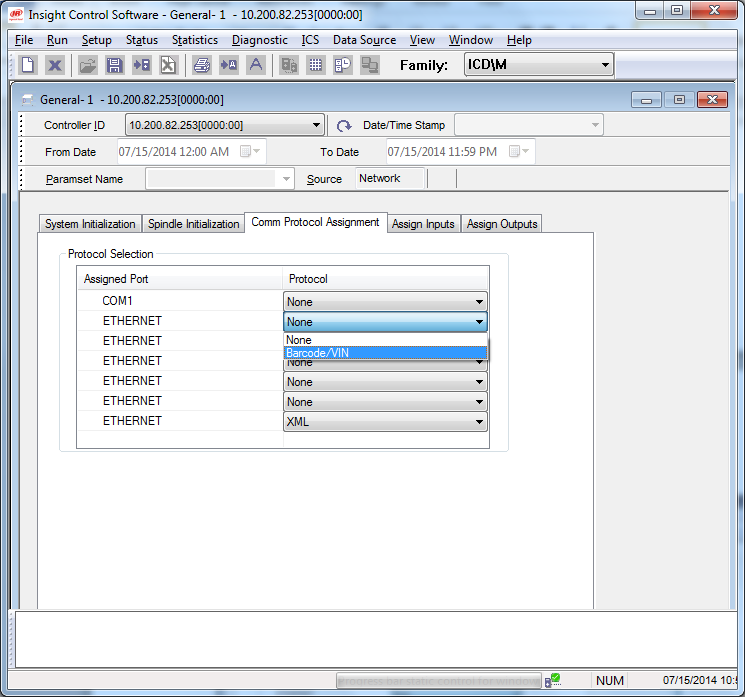 Insight Control Software - General- 1  - 10.200.82.253[0000:00]
File Run Setup Status Statistics Diagnostic ICS Data Source View Window Help
Family: ICD\M
General- 1  - 10.200.82.253[0000:00]
Controller ID 10.200.82.253[0000:00] Date/Time Stamp
From Date 07/15/2014 12:00 AM To Date 07/15/2014 11:59 PM
Paramset Name Source Network
System Initialization Spindle Initialization Comm Protocol Assignment Assign Inputs Assign Outputs
Protocol Selection
Assigned Port Protocol
COM1 None
ETHERNET None
ETHERNET None
Barcode/VIN
ETHERNET None
ETHERNET None
ETHERNET None
ETHERNET XML
Progress bar static control for window
NUM 07/15/2014 10:5